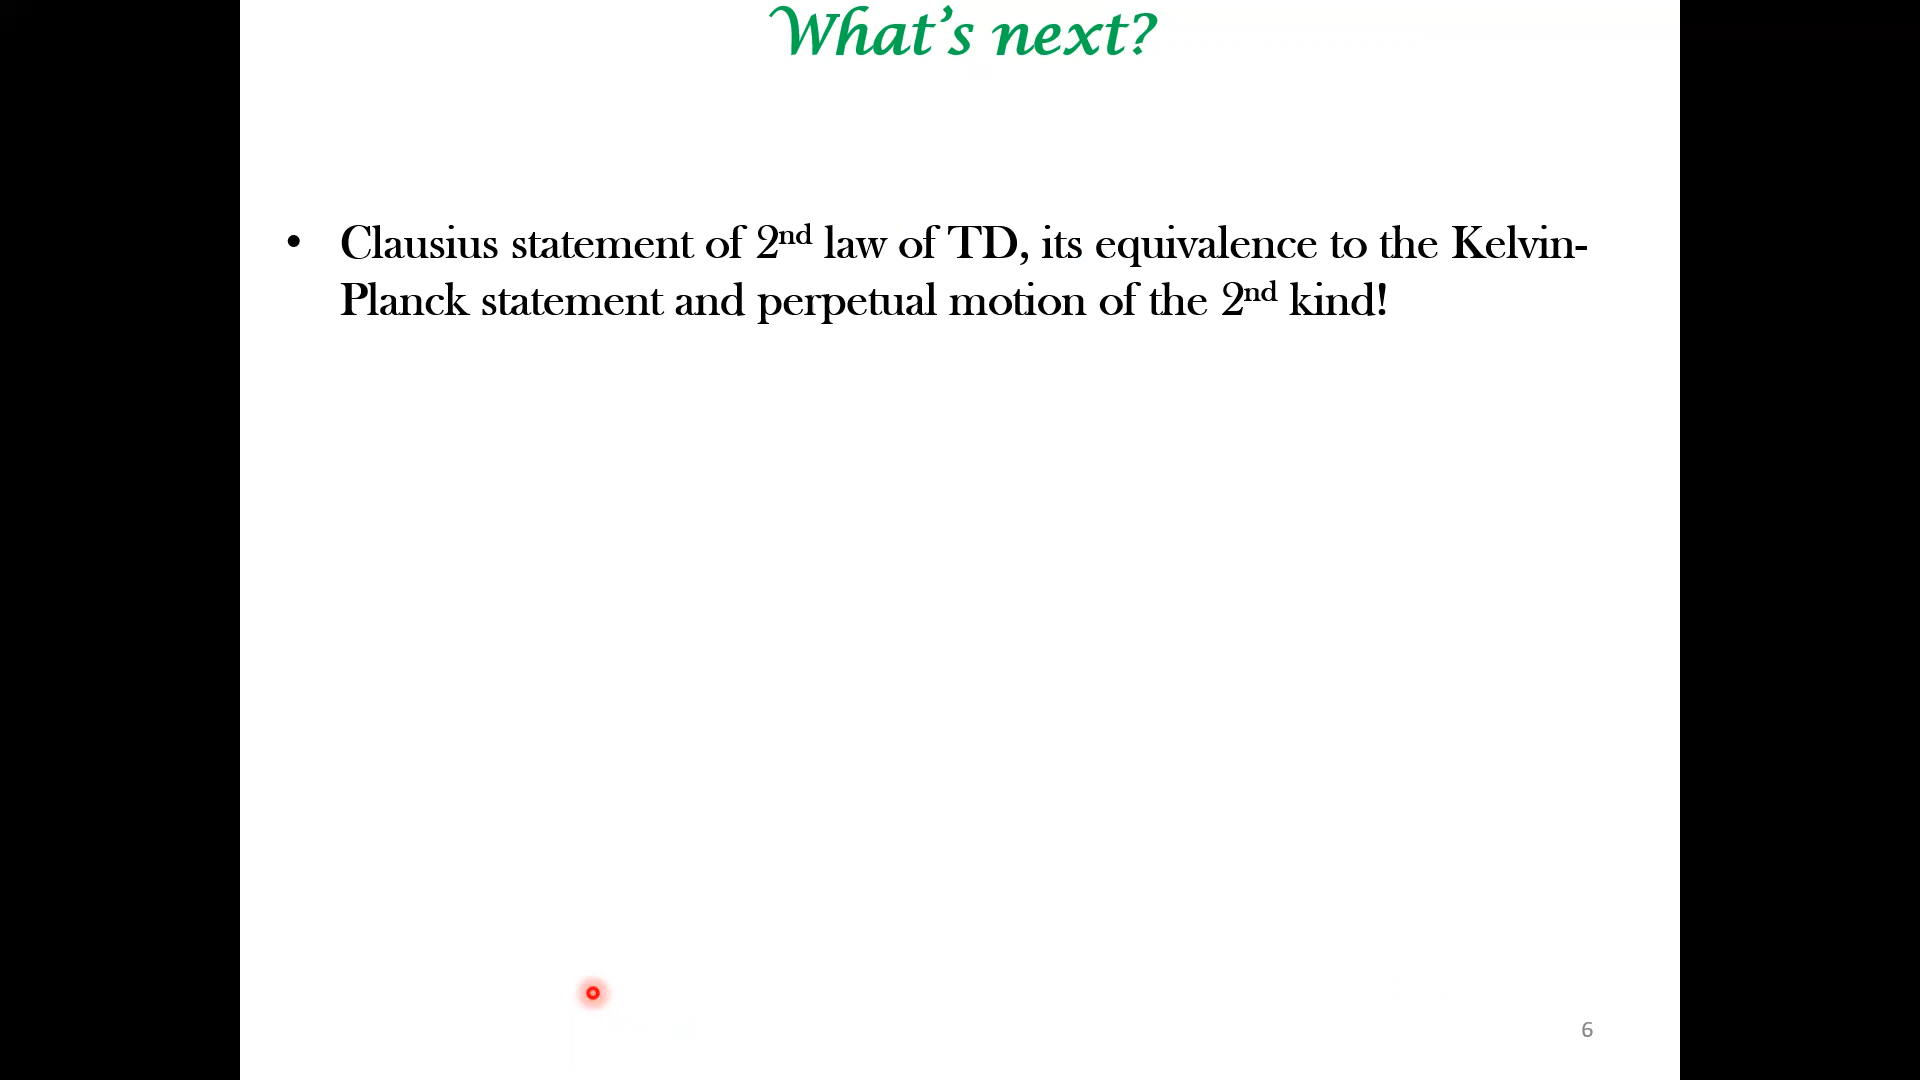 What's next?
• Clausius statement of 2nd law of TD, its equivalence to the Kelvin-
Planck statement and perpetual motion of the 2nd kind!
6